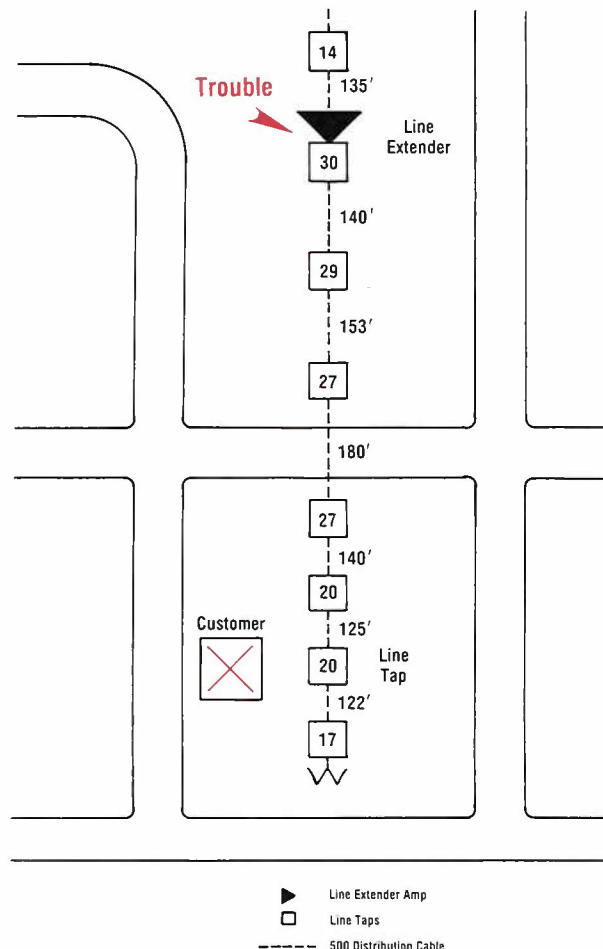 14
135'
Trouble
Line
Extender
30
140'
29
153'
27
180'
27
140'
20
Customer
125'
20
Line
Tap
122'
17
Line Extender Amp
Line Taps
500 Distribution Cable